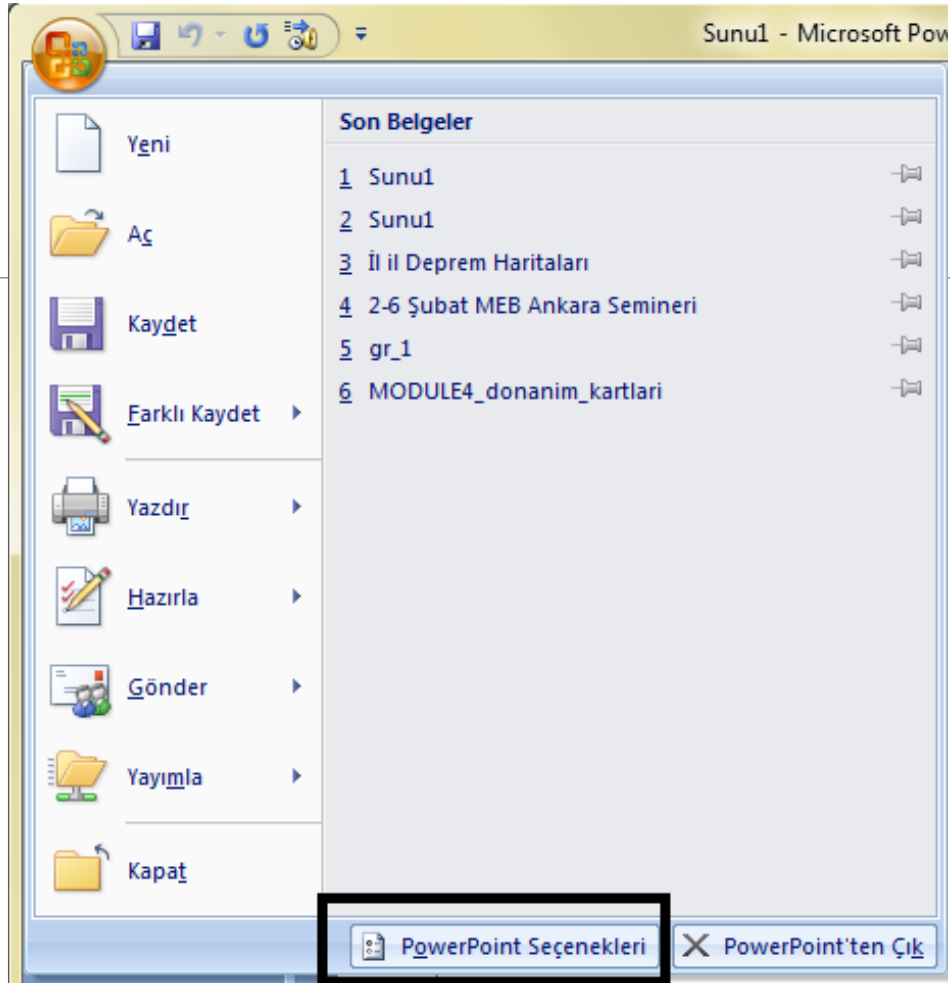 Sunu1 - Microsoft Pow
Yeni
Aç
Kaydet
Farklı Kaydet
Yazdır
Hazırla
Gönder
Yayımla
Kapat
Son Belgeler
1 Sunu1
2 Sunu1
3 İl il Deprem Haritaları
4 2-6 Şubat MEB Ankara Semineri
5 gr_1
6 MODULE4_donanim_kartlari
PowerPoint Seçenekleri
PowerPoint'ten Çık